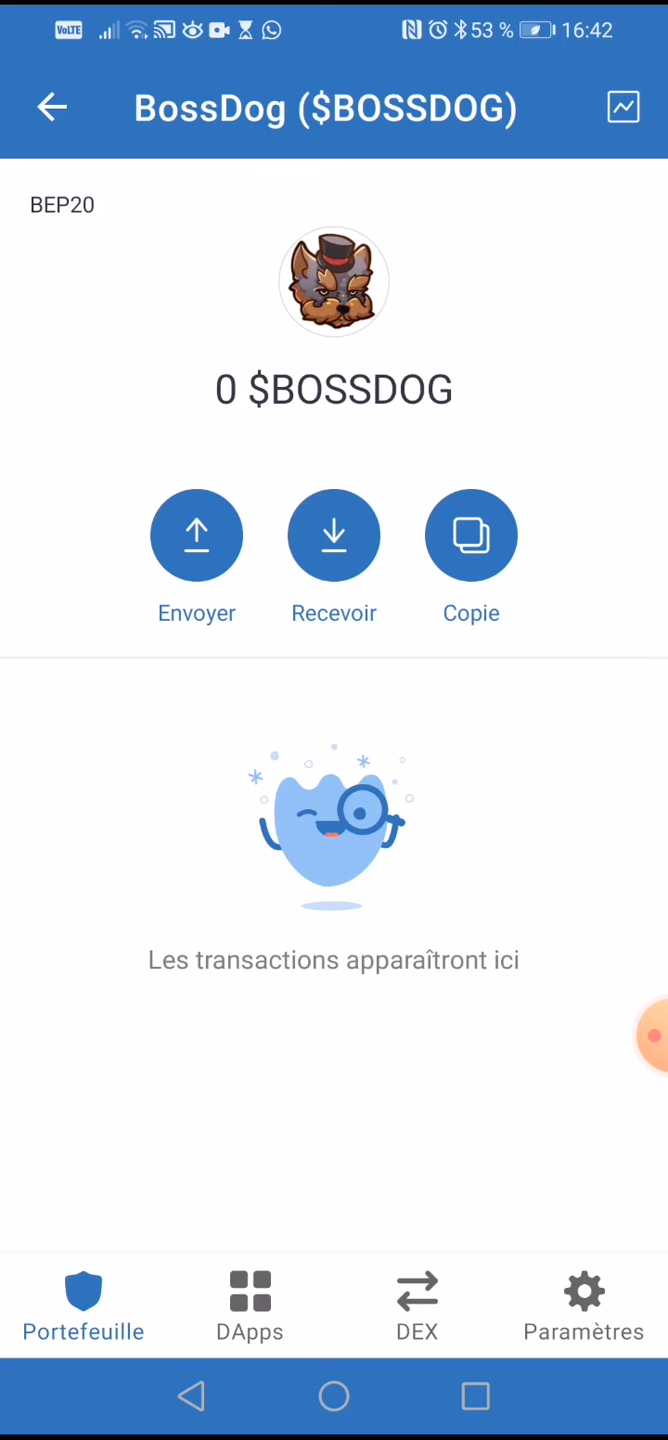 VoLTE 53 % 16:42
BossDog ($BOSSDOG)
BEP20
0 $BOSSDOG
Envoyer Recevoir Copie
Les transactions apparaîtront ici
Portefeuille DApps DEX Paramètres